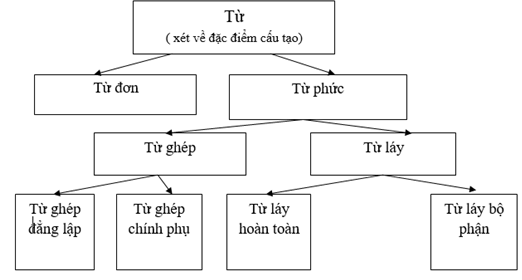 Từ
( xét về đặc điểm cấu tạo)
Từ đơn
Từ phức
Từ ghép
Từ láy
Từ ghép
đẳng lập
Từ ghép
chính phụ
Từ láy
hoàn toàn
Từ láy bộ
phận